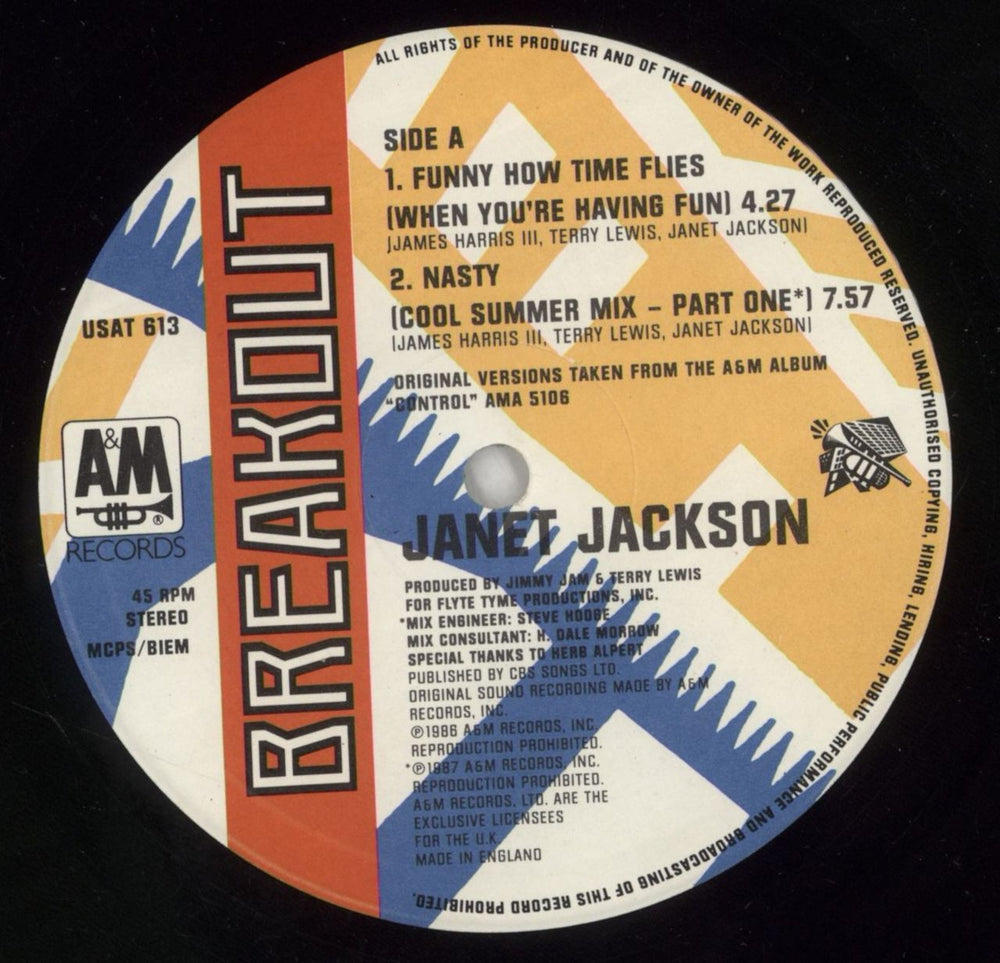 ALL RIGHTS OF THE PRODUCER AND OF THE OWNER OF THE WORK REPRODUCED RESERVED. UNAUTHORISED COPYING, HIRING, LENDING, PUBLIC PERFORMANCE AND BROADCASTING OF THIS RECORD PROHIBITED.
BREAKOUT
USAT 613
A&M
®
RECORDS
45 RPM
STEREO
MCPS/BIEM
SIDE A
1. FUNNY HOW TIME FLIES
(WHEN YOU'RE HAVING FUN) 4.27
(JAMES HARRIS III, TERRY LEWIS, JANET JACKSON)
2. NASTY
(COOL SUMMER MIX – PART ONE*) 7.57
(JAMES HARRIS III, TERRY LEWIS, JANET JACKSON)
ORIGINAL VERSIONS TAKEN FROM THE A&M ALBUM
"CONTROL" AMA 5106
JANET JACKSON
PRODUCED BY JIMMY JAM & TERRY LEWIS
FOR FLYTE TYME PRODUCTIONS, INC.
*MIX ENGINEER: STEVE HODGE
MIX CONSULTANT: H. DALE MORROW
SPECIAL THANKS TO HERB ALPERT
PUBLISHED BY CBS SONGS LTD.
ORIGINAL SOUND RECORDING MADE BY A&M
RECORDS, INC.
℗1986 A&M RECORDS, INC.
REPRODUCTION PROHIBITED.
*℗1987 A&M RECORDS, INC.
REPRODUCTION PROHIBITED.
A&M RECORDS, LTD. ARE THE
EXCLUSIVE LICENSEES
FOR THE U.K.
MADE IN ENGLAND